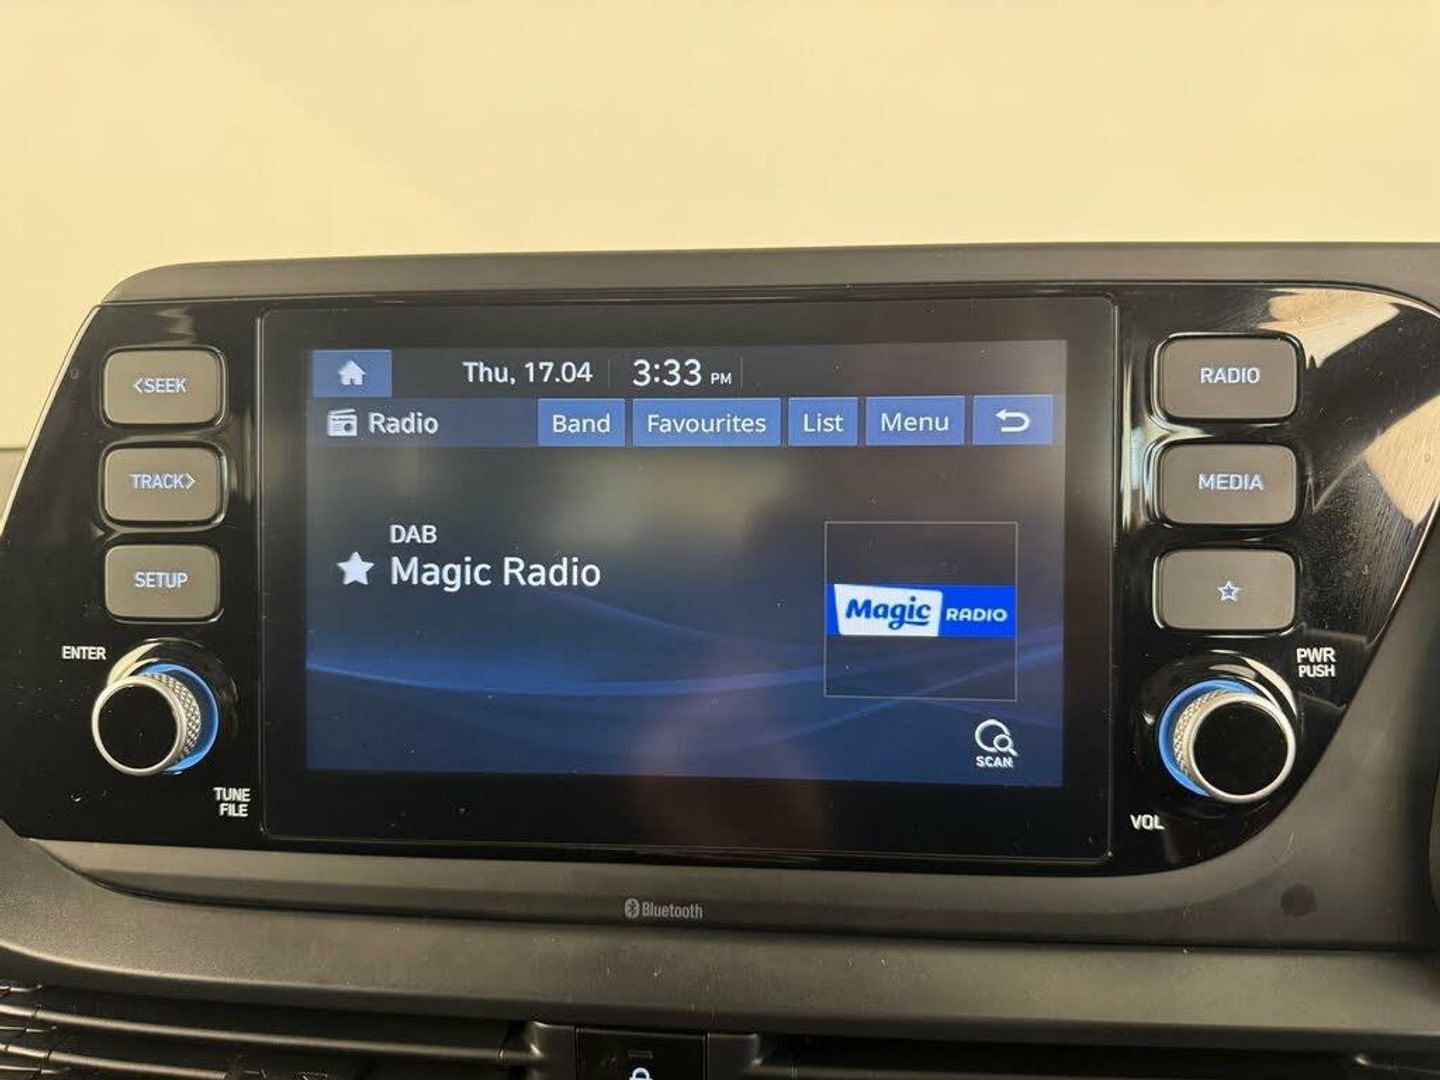 <SEEK
TRACK>
SETUP
ENTER
TUNE
FILE
Thu, 17.04 3:33 PM
Radio Band Favourites List Menu
DAB
Magic Radio
Magic RADIO
SCAN
RADIO
MEDIA
PWR
PUSH
VOL
Bluetooth